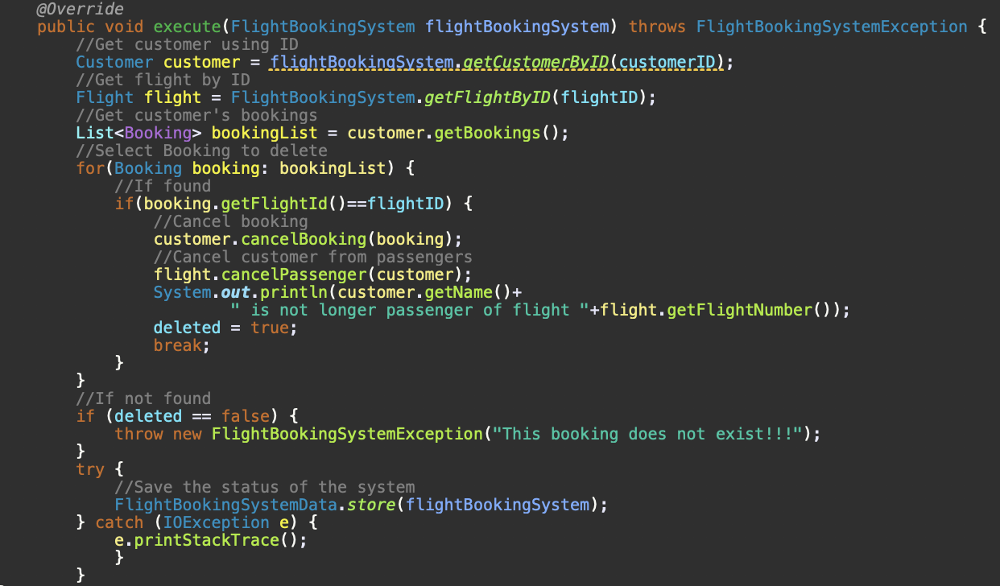 @Override
public void execute(FlightBookingSystem flightBookingSystem) throws FlightBookingSystemException {
    //Get customer using ID
    Customer customer = flightBookingSystem.getCustomerByID(customerID);
    //Get flight by ID
    Flight flight = FlightBookingSystem.getFlightByID(flightID);
    //Get customer's bookings
    List<Booking> bookingList = customer.getBookings();
    //Select Booking to delete
    for(Booking booking: bookingList) {
        //If found
        if(booking.getFlightId()==flightID) {
            //Cancel booking
            customer.cancelBooking(booking);
            //Cancel customer from passengers
            flight.cancelPassenger(customer);
            System.out.println(customer.getName()+
                    " is not longer passenger of flight "+flight.getFlightNumber());
            deleted = true;
            break;
        }
    }
    //If not found
    if (deleted == false) {
        throw new FlightBookingSystemException("This booking does not exist!!!");
    }
    try {
        //Save the status of the system
        FlightBookingSystemData.store(flightBookingSystem);
    } catch (IOException e) {
        e.printStackTrace();
        }
    }